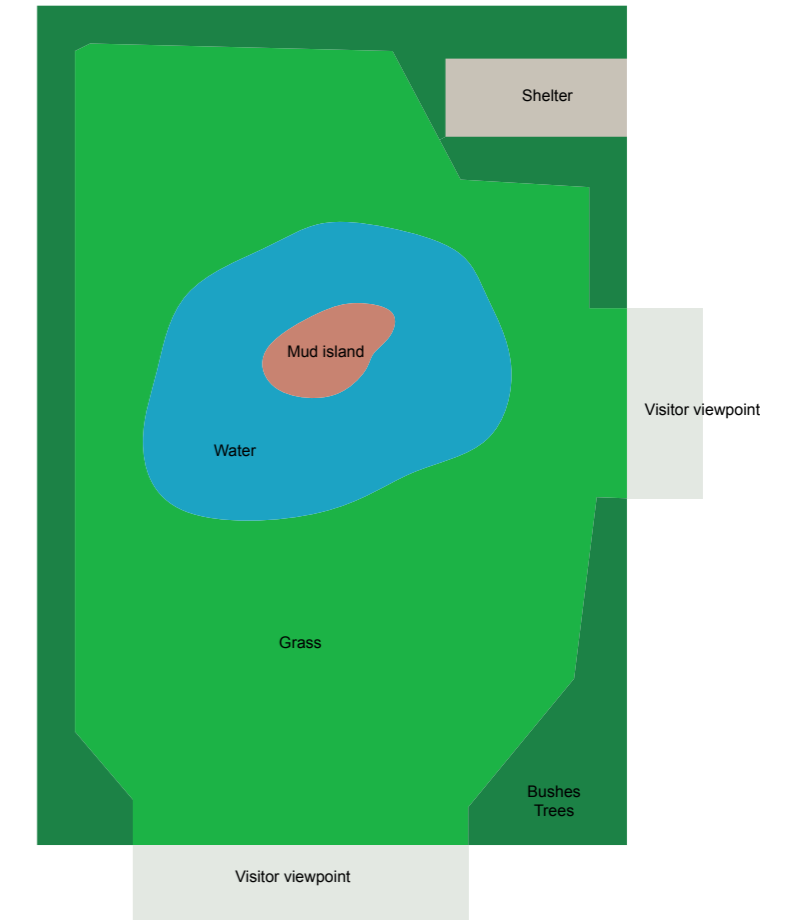 Shelter
Mud island
Visitor viewpoint
Water
Grass
Bushes
Trees
Visitor viewpoint